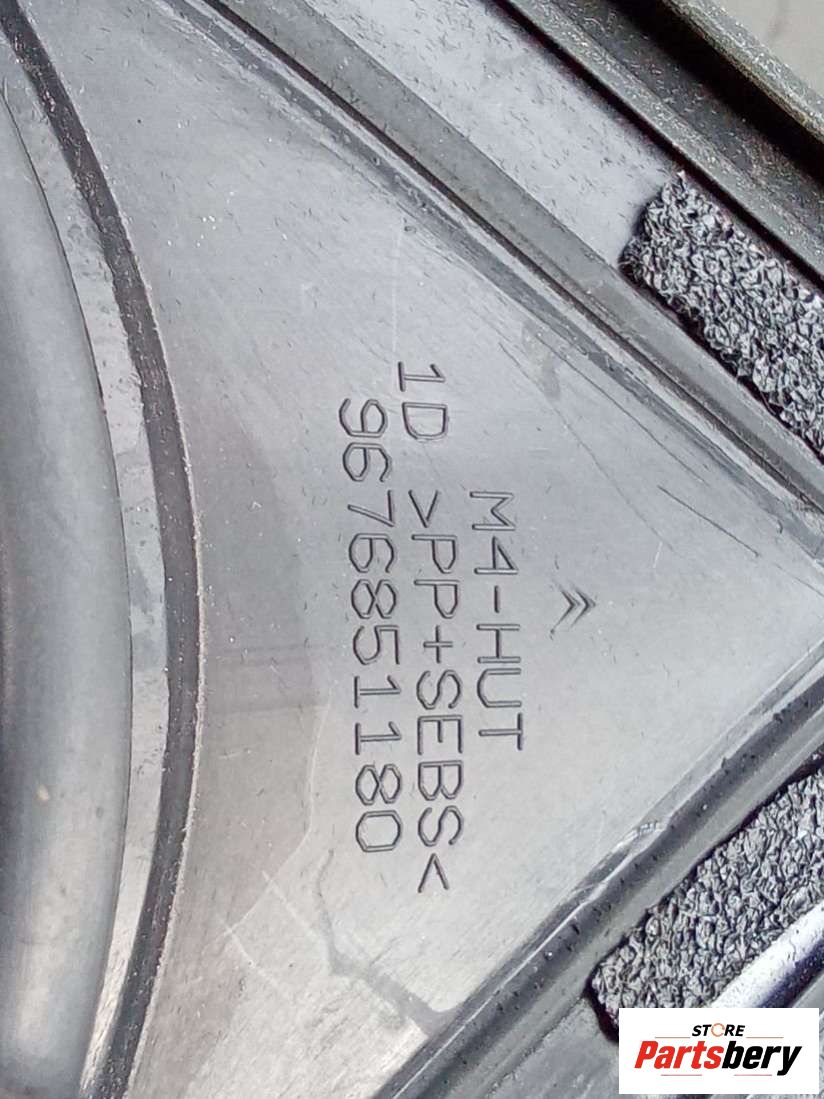 M4-HUT
1D >PP+SEBS<
9676851180
STORE
Partsbery